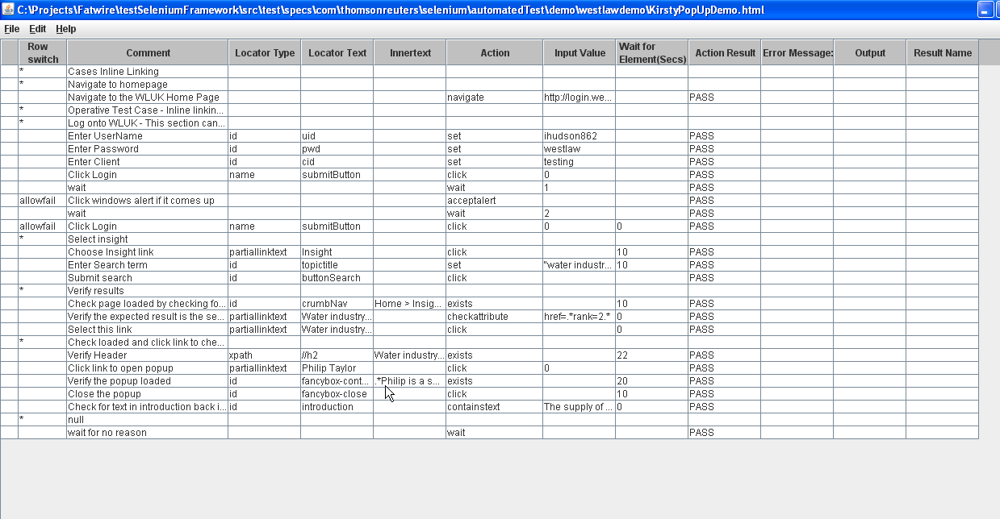 C:\Projects\Fatwire\testSeleniumFramework\src\test\specs\com\thomsonreuters\selenium\automatedTest\demo\westlawdemo\KirstyPopUpDemo.html
File Edit Help
Row switch Comment Locator Type Locator Text Innertext Action Input Value Wait for Element(Secs) Action Result Error Message: Output Result Name
* Cases Inline Linking
* Navigate to homepage
Navigate to the WLUK Home Page navigate http://login.we... PASS
* Operative Test Case - Inline linkin...
* Log onto WLUK - This section can...
Enter UserName id uid set ihudson862 PASS
Enter Password id pwd set westlaw PASS
Enter Client id cid set testing PASS
Click Login name submitButton click 0 PASS
wait wait 1 PASS
allowfail Click windows alert if it comes up acceptalert PASS
wait wait 2 PASS
allowfail Click Login name submitButton click 0 0 PASS
* Select insight
Choose Insight link partiallinktext Insight click 10 PASS
Enter Search term id topictitle set "water industr... 10 PASS
Submit search id buttonSearch click PASS
* Verify results
Check page loaded by checking fo... id crumbNav Home > Insig... exists 10 PASS
Verify the expected result is the se... partiallinktext Water industry... checkattribute href=.*rank=2.* 0 PASS
Select this link partiallinktext Water industry... click 0 PASS
* Check loaded and click link to che...
Verify Header xpath //h2 Water industry... exists 22 PASS
Click link to open popup partiallinktext Philip Taylor click 0 PASS
Verify the popup loaded id fancybox-cont... .*Philip is a s... exists 20 PASS
Close the popup id fancybox-close click 10 PASS
Check for text in introduction back i... id introduction containstext The supply of ... 0 PASS
* null
wait for no reason wait PASS